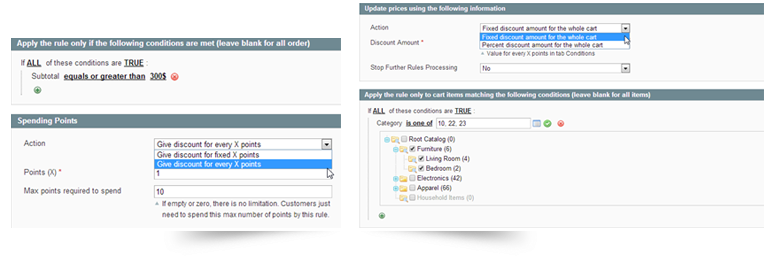 Apply the rule only if the following conditions are met (leave blank for all order)
If ALL of these conditions are TRUE :
Subtotal equals or greater than 300$
Spending Points
Action
Give discount for every X points
Give discount for fixed X points
Give discount for every X points
Points (X) *
1
Max points required to spend
10
If empty or zero, there is no limitation. Customers just
need to spend this max number of points by this rule.
Update prices using the following information
Action
Fixed discount amount for the whole cart
Fixed discount amount for the whole cart
Discount Amount *
Percent discount amount for the whole cart
Value for every X points in tab Conditions
Stop Further Rules Processing
No
Apply the rule only to cart items matching the following conditions (leave blank for all items)
If ALL of these conditions are TRUE :
Category is one of 10, 22, 23
Root Catalog (0)
Furniture (6)
Living Room (4)
Bedroom (2)
Electronics (42)
Apparel (66)
Household Items (0)